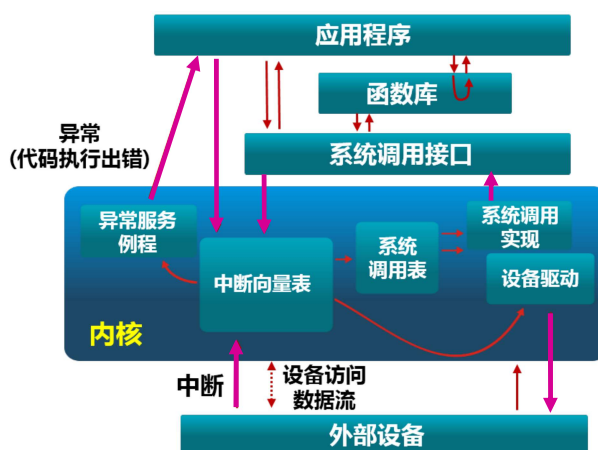 应用程序
函数库
异常
(代码执行出错)
系统调用接口
异常服务
例程
中断向量表
系统
调用表
系统调用
实现
设备驱动
内核
中断
设备访问
数据流
外部设备